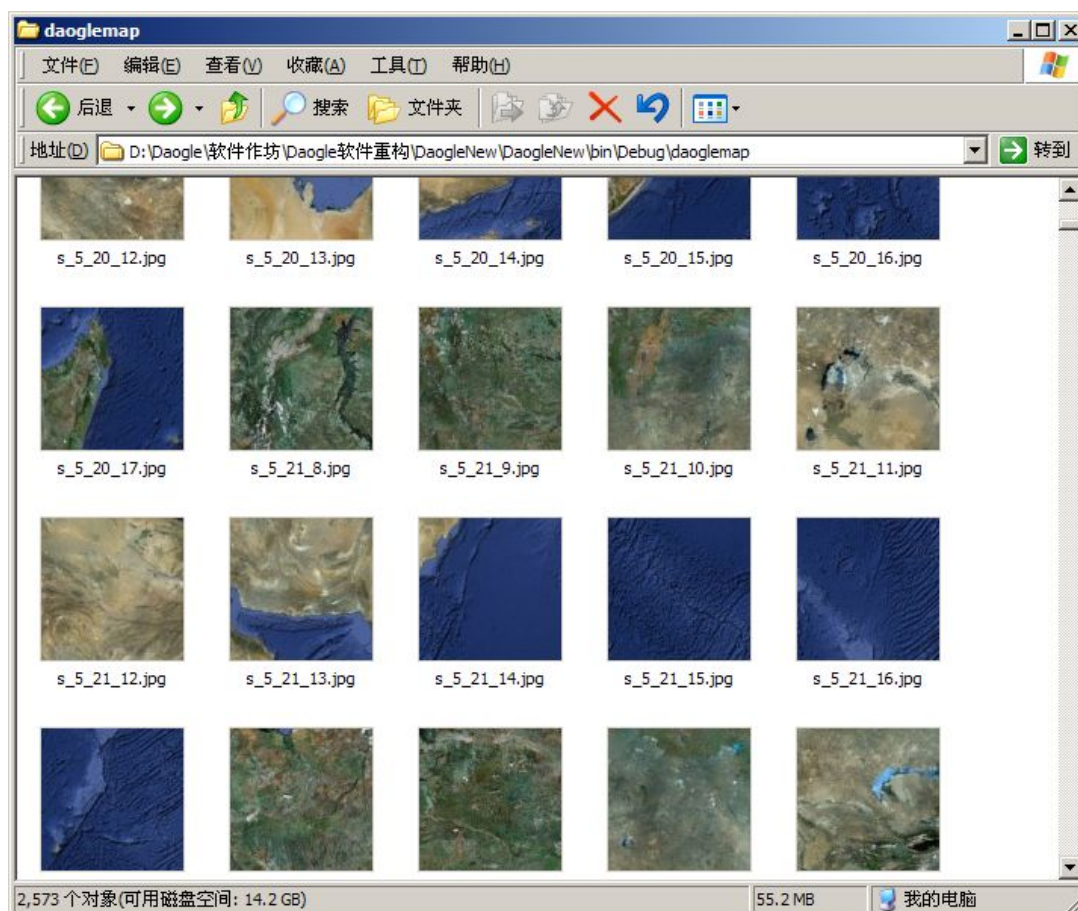 daoglemap
文件(F) 编辑(E) 查看(V) 收藏(A) 工具(T) 帮助(H)
后退 搜索 文件夹
地址(D) D:\Daogle\软件作坊\Daogle软件重构\DaogleNew\DaogleNew\bin\Debug\daoglemap 转到
s_5_20_12.jpg s_5_20_13.jpg s_5_20_14.jpg s_5_20_15.jpg s_5_20_16.jpg
s_5_20_17.jpg s_5_21_8.jpg s_5_21_9.jpg s_5_21_10.jpg s_5_21_11.jpg
s_5_21_12.jpg s_5_21_13.jpg s_5_21_14.jpg s_5_21_15.jpg s_5_21_16.jpg
2,573 个对象(可用磁盘空间: 14.2 GB) 55.2 MB 我的电脑